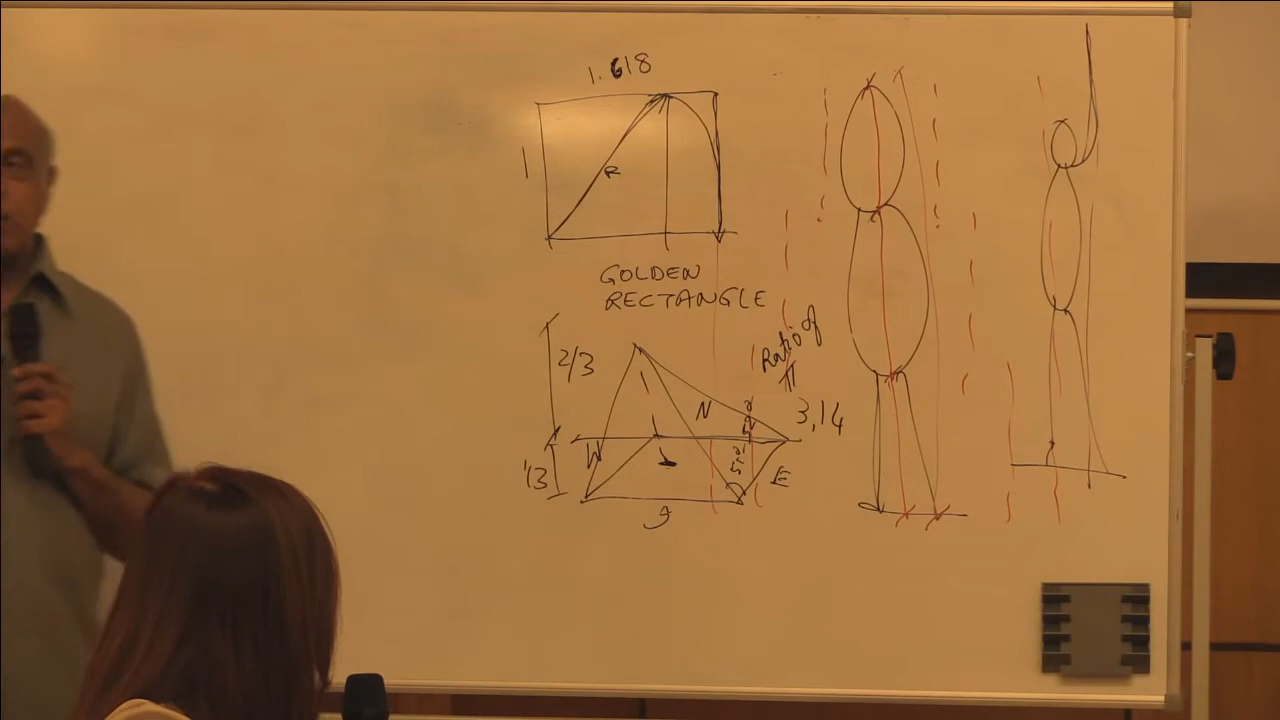 1.618
1
R
GOLDEN
RECTANGLE
2/3
Ratio of
π
N
3,14
W
1/3
E